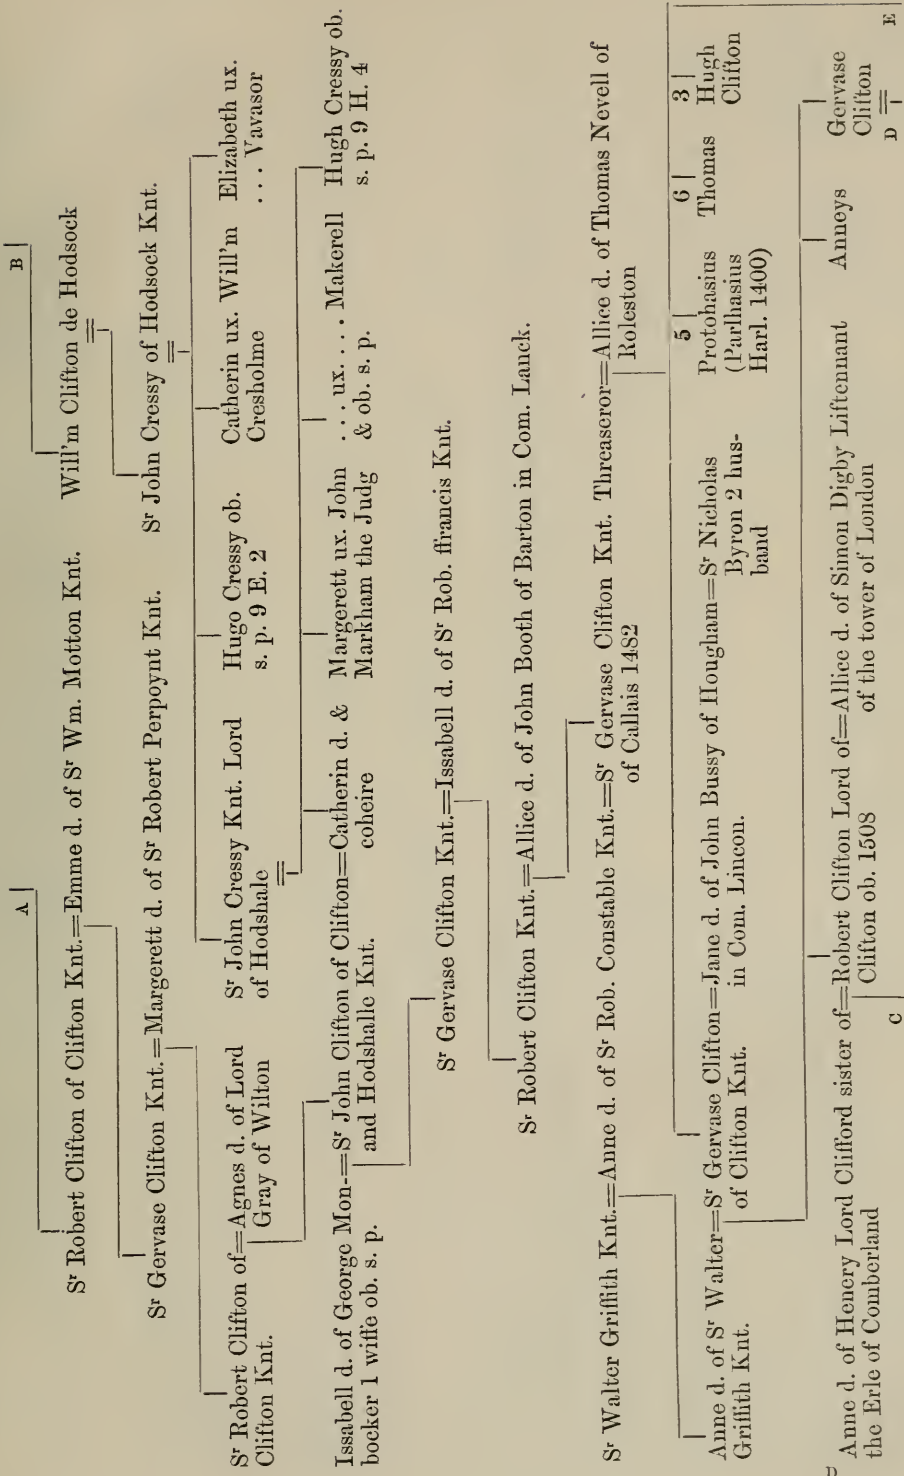 A
B
Sr Robert Clifton of Clifton Knt.=Emme d. of Sr Wm. Motton Knt.
Will'm Clifton de Hodsock
Sr Gervase Clifton Knt.=Margerett d. of Sr Robert Perpoynt Knt.
Sr John Cressy of Hodsock Knt.
Sr Robert Clifton of=Agnes d. of Lord
Clifton Knt.
Gray of Wilton
Sr John Cressy Knt. Lord
of Hodshale
Hugo Cressy ob.
s. p. 9 E. 2
Catherin ux. Will'm
Cresholme
Elizabeth ux.
... Vavasor
Issabell d. of George Mon-=Sr John Clifton of Clifton=Catherin d. &
bocker 1 wiffe ob. s. p.
and Hodshalle Knt.
coheire
Margerett ux. John
Markham the Judg
... ux. ... Makerell
& ob. s. p.
Hugh Cressy ob.
s. p. 9 H. 4
Sr Gervase Clifton Knt.=Issabell d. of Sr Rob. ffrancis Knt.
Sr Robert Clifton Knt.=Allice d. of John Booth of Barton in Com. Lanck.
Sr Walter Griffith Knt.=Anne d. of Sr Rob. Constable Knt.=Sr Gervase Clifton Knt. Threaseror=Allice d. of Thomas Nevell of
of Callais 1482
Roleston
Anne d. of Sr Walter=Sr Gervase Clifton=Jane d. of John Bussy of Hougham=Sr Nicholas
Griffith Knt.
of Clifton Knt.
in Com. Lincon.
Byron 2 hus-
band
5
Protohasius
(Parlhasius
Harl. 1400)
6
Thomas
3
Hugh
Clifton
E
Anne d. of Henery Lord Clifford sister of=Robert Clifton Lord of=Allice d. of Simon Digby Liftennant
the Erle of Comberland
Clifton ob. 1508
of the tower of London
Anneys
Gervase
Clifton
C
D
D